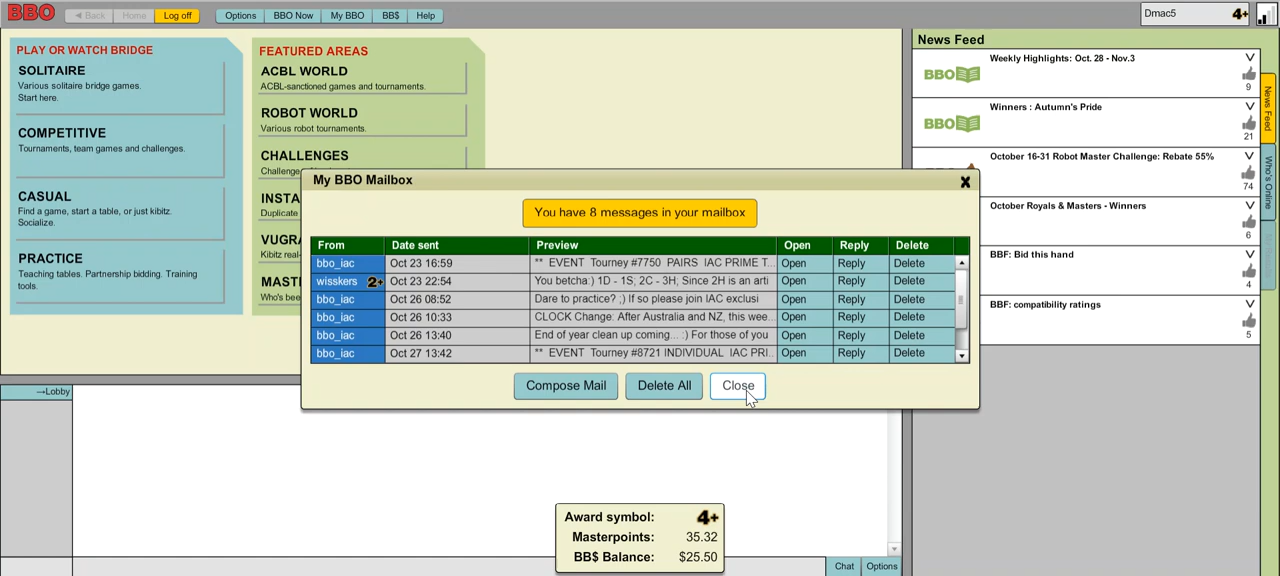 BBO
◄ Back
Home
Log off
Options
BBO Now
My BBO
BB$
Help
Dmac5 4+
PLAY OR WATCH BRIDGE
SOLITAIRE
Various solitaire bridge games.
Start here.
COMPETITIVE
Tournaments, team games and challenges.
CASUAL
Find a game, start a table, or just kibitz.
Socialize.
PRACTICE
Teaching tables. Partnership bidding. Training
tools.
FEATURED AREAS
ACBL WORLD
ACBL-sanctioned games and tournaments.
ROBOT WORLD
Various robot tournaments.
CHALLENGES
Challenge
INSTA
Duplicate
VUGRA
Kibitz real-
MAST
Who's bee
News Feed
Weekly Highlights: Oct. 28 - Nov.3
BBO
9
Winners : Autumn's Pride
BBO
21
October 16-31 Robot Master Challenge: Rebate 55%
74
October Royals & Masters - Winners
6
BBF: Bid this hand
4
BBF: compatibility ratings
5
News Feed
Who's Online
My BBO Mailbox
X
You have 8 messages in your mailbox
From Date sent Preview Open Reply Delete
bbo_iac Oct 23 16:59 ** EVENT Tourney #7750 PAIRS IAC PRIME T... Open Reply Delete
wisskers 2+ Oct 23 22:54 You betcha:) 1D - 1S; 2C - 3H; Since 2H is an arti Open Reply Delete
bbo_iac Oct 26 08:52 Dare to practice? ;) If so please join IAC exclusi Open Reply Delete
bbo_iac Oct 26 10:33 CLOCK Change: After Australia and NZ, this wee... Open Reply Delete
bbo_iac Oct 26 13:40 End of year clean up coming... :) For those of you Open Reply Delete
bbo_iac Oct 27 13:42 ** EVENT Tourney #8721 INDIVIDUAL IAC PRI... Open Reply Delete
Compose Mail
Delete All
Close
→Lobby
Award symbol: 4+
Masterpoints: 35.32
BB$ Balance: $25.50
Chat
Options